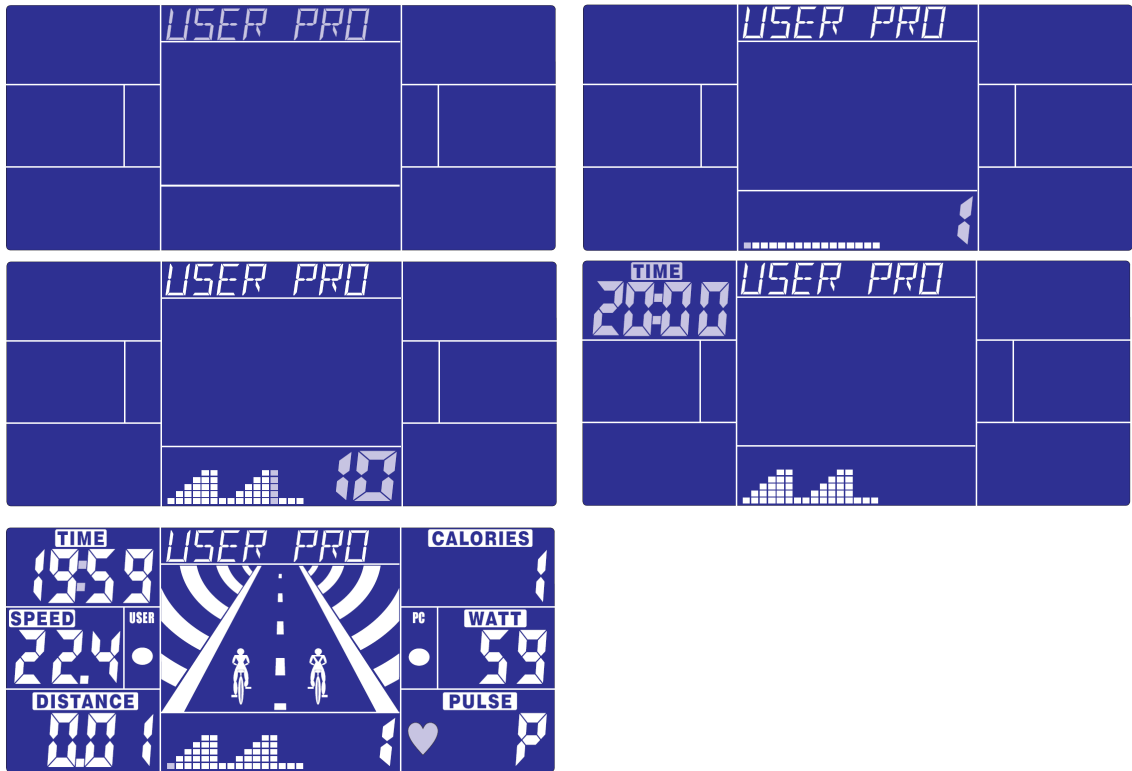 USER PRO
USER PRO
1
USER PRO
10
TIME
20:00
USER PRO
TIME
19:59
USER PRO
CALORIES
1
SPEED
22.4
USER
PC
WATT
59
DISTANCE
0.01
1
PULSE
P